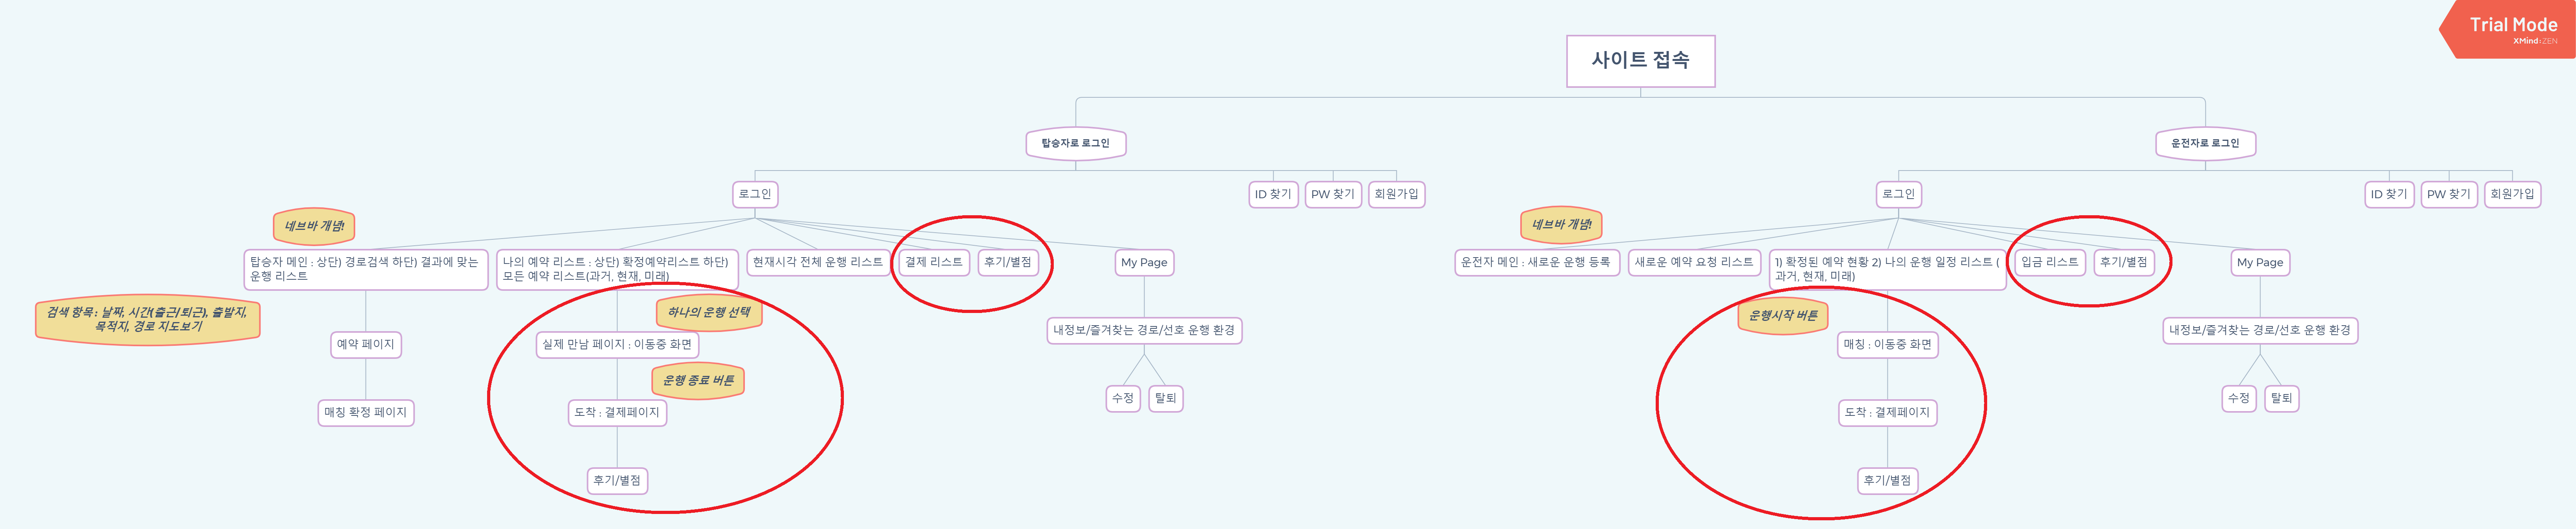 Trial Mode
XMind:ZEN
사이트 접속
탑승자로 로그인
운전자로 로그인
로그인
ID 찾기
PW 찾기
회원가입
로그인
ID 찾기
PW 찾기
회원가입
네브바 개념!
네브바 개념!
탑승자 메인 : 상단) 경로검색 하단) 결과에 맞는
운행 리스트
나의 예약 리스트 : 상단) 확정예약리스트 하단)
모든 예약 리스트(과거, 현재, 미래)
현재시각 전체 운행 리스트
결제 리스트
후기/별점
My Page
운전자 메인 : 새로운 운행 등록
새로운 예약 요청 리스트
1) 확정된 예약 현황 2) 나의 운행 일정 리스트 (
과거, 현재, 미래)
입금 리스트
후기/별점
My Page
검색 항목 : 날짜, 시간(출근/퇴근), 출발지,
목적지, 경로 지도보기
하나의 운행 선택
운행시작 버튼
예약 페이지
실제 만남 페이지 : 이동중 화면
내정보/즐겨찾는 경로/선호 운행 환경
매칭 : 이동중 화면
내정보/즐겨찾는 경로/선호 운행 환경
운행 종료 버튼
매칭 확정 페이지
도착 : 결제페이지
수정
탈퇴
도착 : 결제페이지
수정
탈퇴
후기/별점
후기/별점